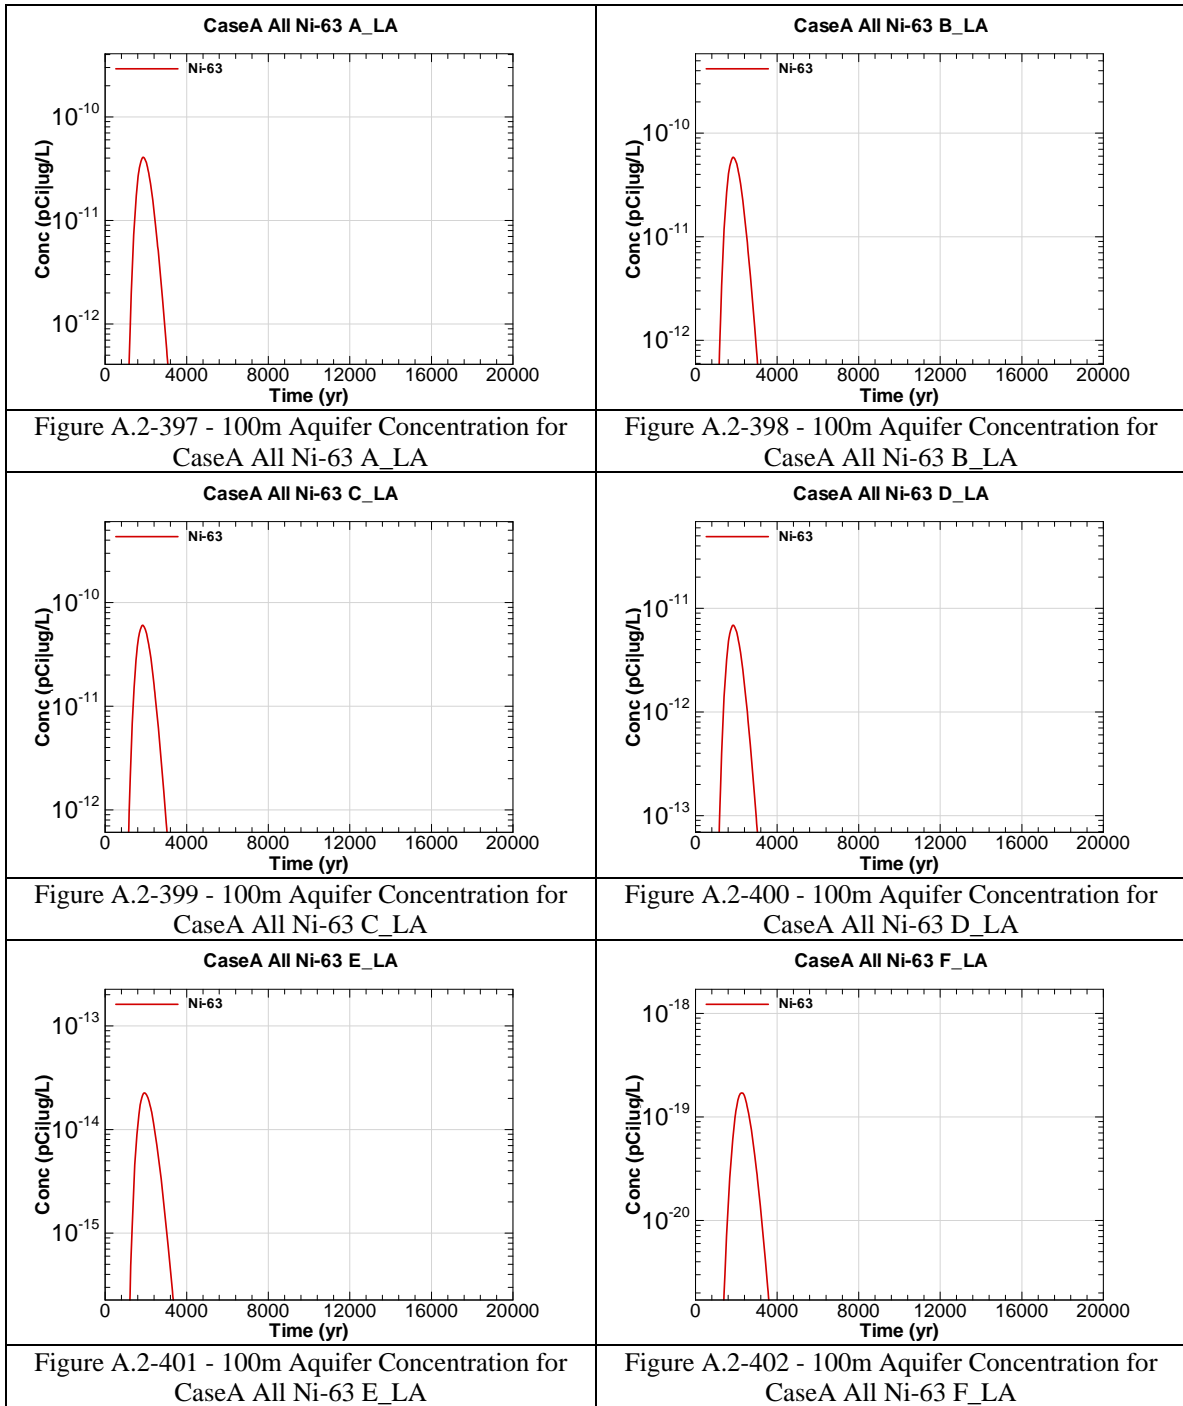 CaseA All Ni-63 A_LA
Ni-63
10-10
10-11
10-12
Conc (pCi|ug/L)
0 4000 8000 12000 16000 20000
Time (yr)
Figure A.2-397 - 100m Aquifer Concentration for
CaseA All Ni-63 A_LA
CaseA All Ni-63 B_LA
Ni-63
10-10
10-11
10-12
Conc (pCi|ug/L)
0 4000 8000 12000 16000 20000
Time (yr)
Figure A.2-398 - 100m Aquifer Concentration for
CaseA All Ni-63 B_LA
CaseA All Ni-63 C_LA
Ni-63
10-10
10-11
10-12
Conc (pCi|ug/L)
0 4000 8000 12000 16000 20000
Time (yr)
Figure A.2-399 - 100m Aquifer Concentration for
CaseA All Ni-63 C_LA
CaseA All Ni-63 D_LA
Ni-63
10-11
10-12
10-13
Conc (pCi|ug/L)
0 4000 8000 12000 16000 20000
Time (yr)
Figure A.2-400 - 100m Aquifer Concentration for
CaseA All Ni-63 D_LA
CaseA All Ni-63 E_LA
Ni-63
10-13
10-14
10-15
Conc (pCi|ug/L)
0 4000 8000 12000 16000 20000
Time (yr)
Figure A.2-401 - 100m Aquifer Concentration for
CaseA All Ni-63 E_LA
CaseA All Ni-63 F_LA
Ni-63
10-18
10-19
10-20
Conc (pCi|ug/L)
0 4000 8000 12000 16000 20000
Time (yr)
Figure A.2-402 - 100m Aquifer Concentration for
CaseA All Ni-63 F_LA